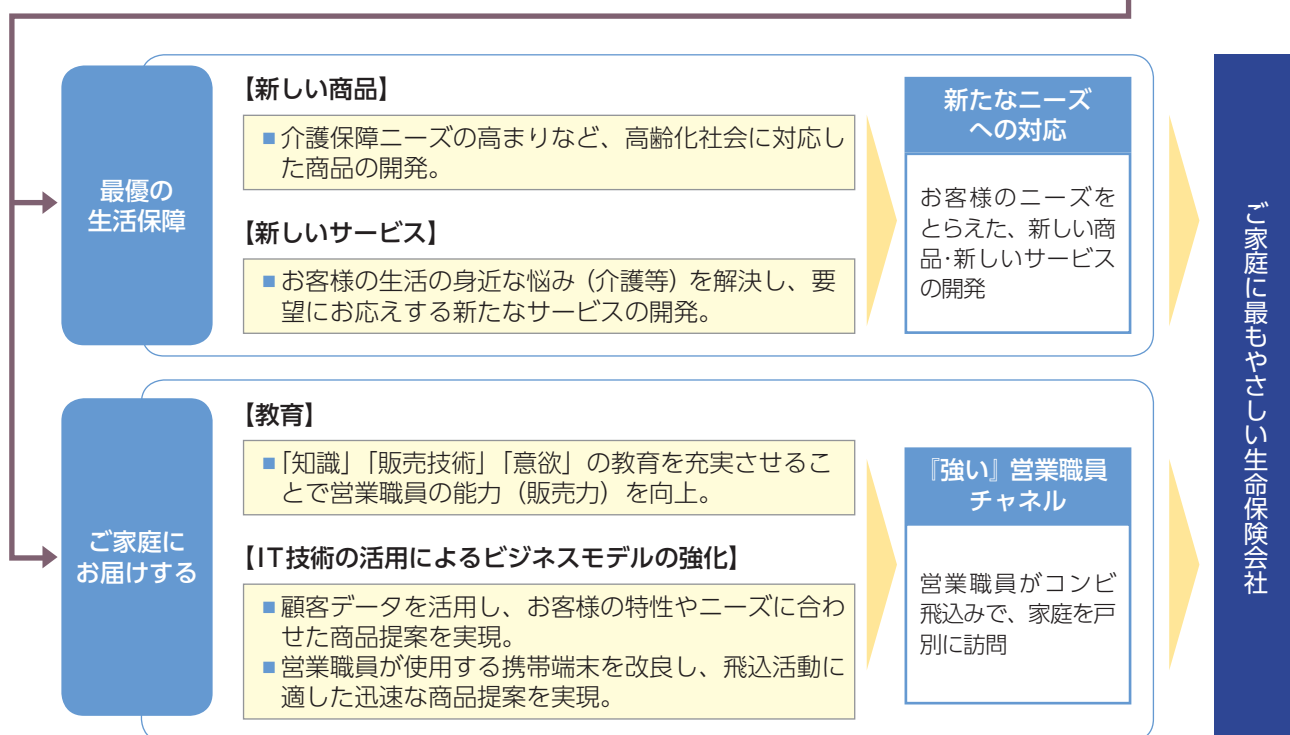 最優の
生活保障
【新しい商品】
■介護保障ニーズの高まりなど、高齢化社会に対応し
た商品の開発。
【新しいサービス】
■お客様の生活の身近な悩み（介護等）を解決し、要
望にお応えする新たなサービスの開発。
新たなニーズ
への対応
お客様のニーズを
とらえた、新しい商
品･新しいサービス
の開発
ご家庭に
お届けする
【教育】
■「知識」「販売技術」「意欲」の教育を充実させるこ
とで営業職員の能力（販売力）を向上。
【IT技術の活用によるビジネスモデルの強化】
■顧客データを活用し、お客様の特性やニーズに合わ
せた商品提案を実現。
■営業職員が使用する携帯端末を改良し、飛込活動に
適した迅速な商品提案を実現。
『強い』営業職員
チャネル
営業職員がコンビ
飛込みで、家庭を戸
別に訪問
ご家庭に最もやさしい生命保険会社